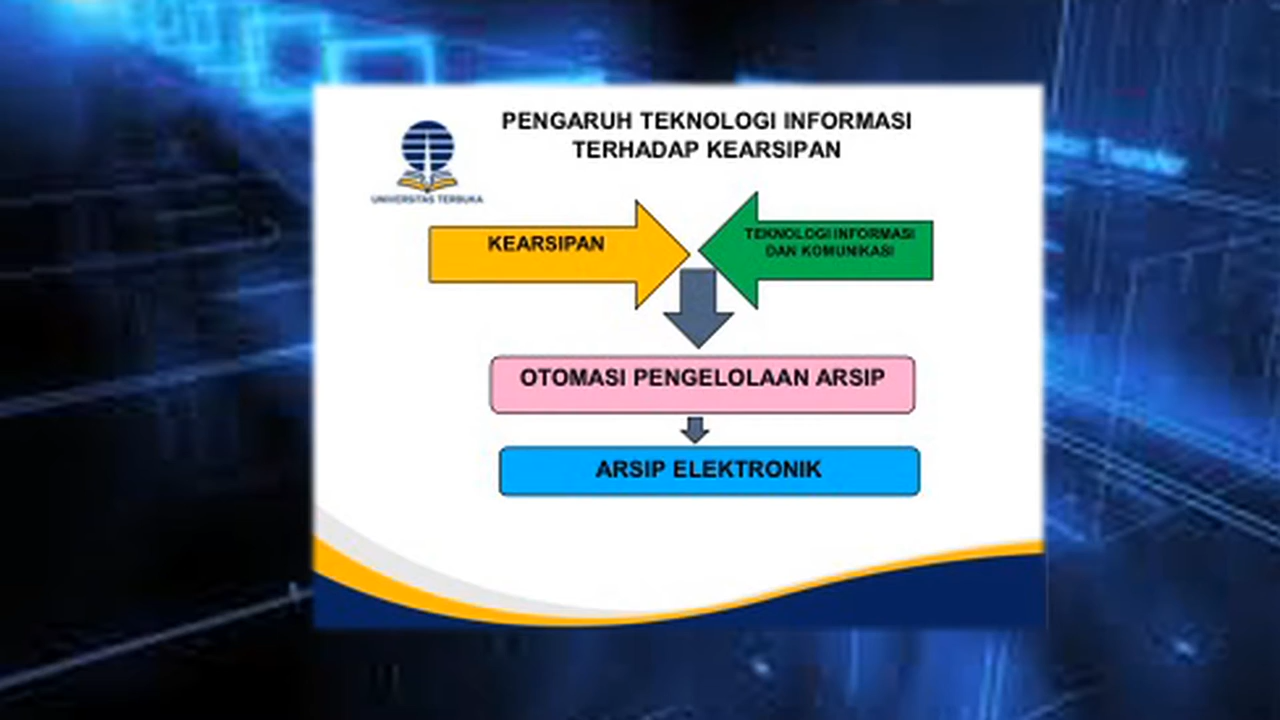 PENGARUH TEKNOLOGI INFORMASI
TERHADAP KEARSIPAN
UNIVERSITAS TERBUKA
KEARSIPAN
TEKNOLOGI INFORMASI
DAN KOMUNIKASI
OTOMASI PENGELOLAAN ARSIP
ARSIP ELEKTRONIK